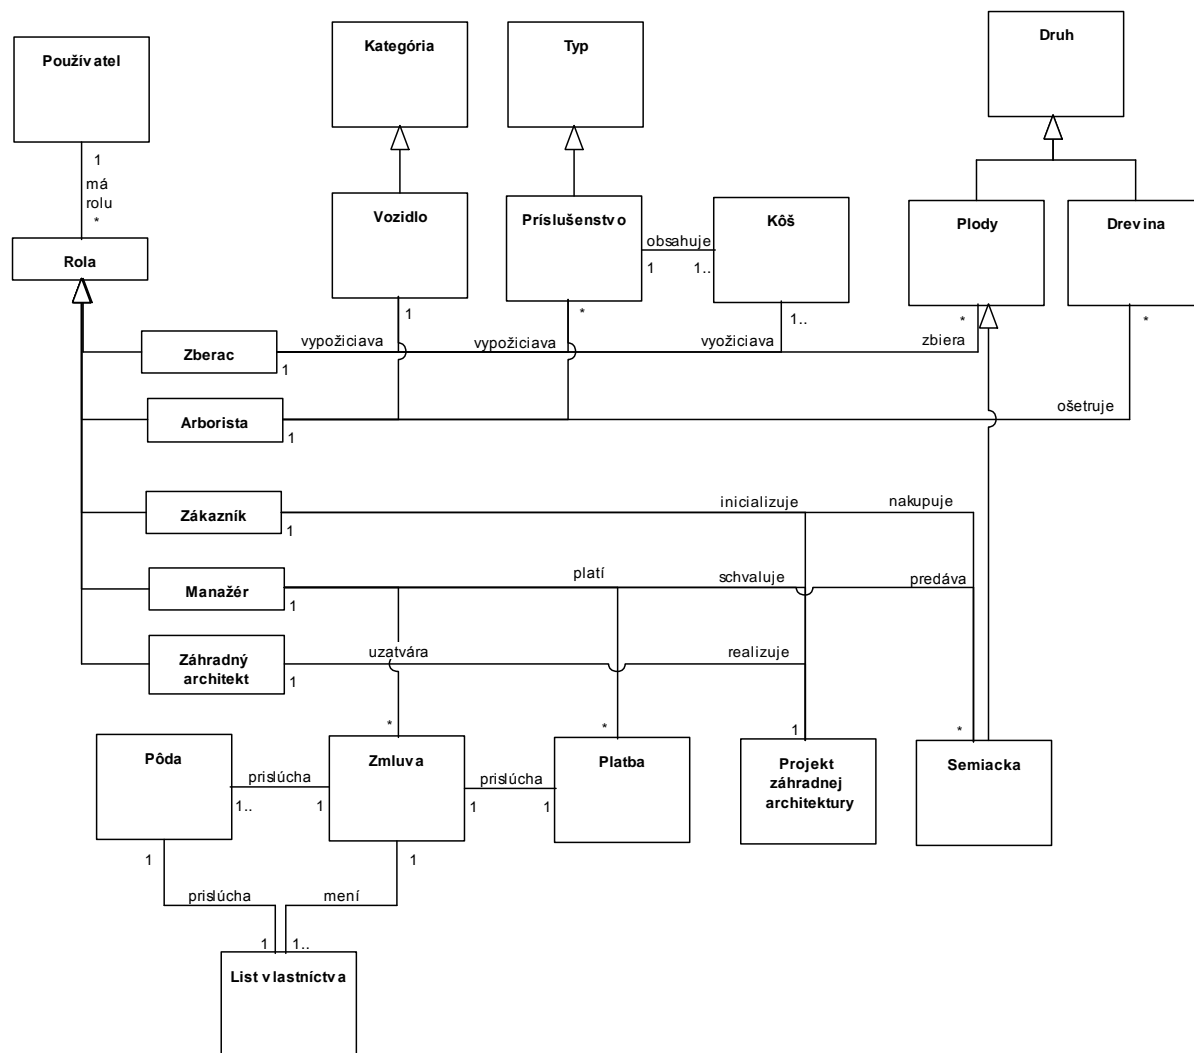 Používatel
Kategória
Typ
Druh
1
má
rolu
*
Rola
Vozidlo
Príslušenstvo
obsahuje
1
1..
Kôš
Plody
Drevina
1
*
1..
*
*
Zberac
1
vypožiciava
vypožiciava
vyožiciava
zbiera
Arborista
1
ošetruje
Zákazník
1
inicializuje
nakupuje
Manažér
1
platí
schvaluje
predáva
Záhradný
architekt
1
uzatvára
realizuje
*
*
1
*
Pôda
prislúcha
1..
1
Zmluva
prislúcha
1
1
Platba
Projekt
záhradnej
architektury
Semiacka
1
1
prislúcha
mení
1
1..
List vlastníctva